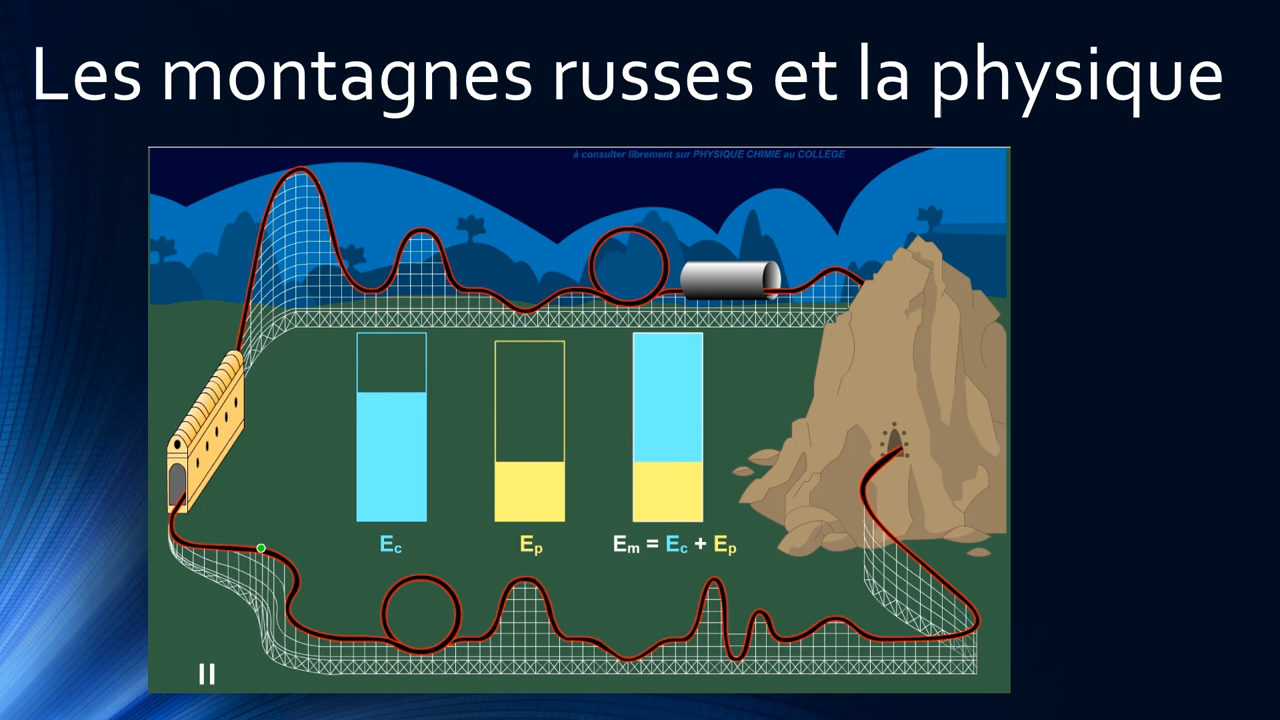 Les montagnes russes et la physique
à consulter librement sur PHYSIQUE CHIMIE au COLLEGE
Ec
Ep
Em = Ec + Ep